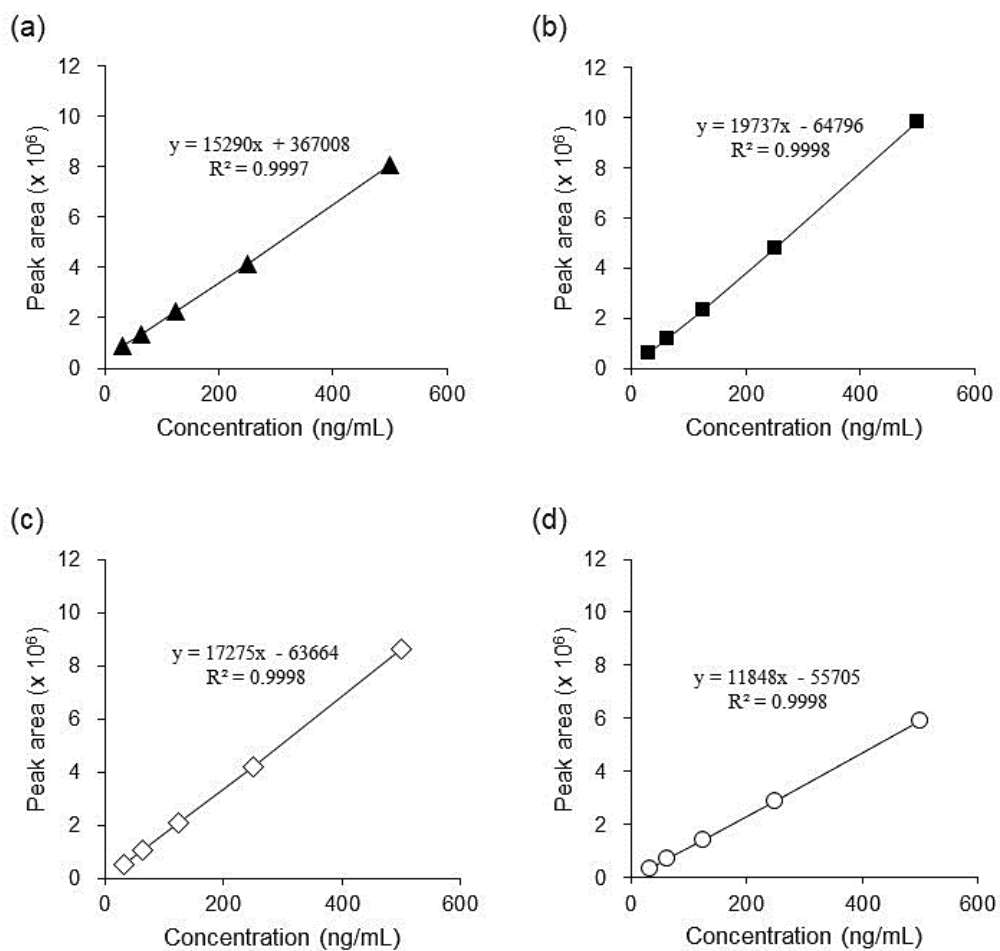 (a)
12
10
8
6
4
2
0
Peak area (x 10⁶)
y = 15290x + 367008
R² = 0.9997
0 200 400 600
Concentration (ng/mL)
(b)
12
10
8
6
4
2
0
Peak area (x 10⁶)
y = 19737x - 64796
R² = 0.9998
0 200 400 600
Concentration (ng/mL)
(c)
12
10
8
6
4
2
0
Peak area (x 10⁶)
y = 17275x - 63664
R² = 0.9998
0 200 400 600
Concentration (ng/mL)
(d)
12
10
8
6
4
2
0
Peak area (x 10⁶)
y = 11848x - 55705
R² = 0.9998
0 200 400 600
Concentration (ng/mL)